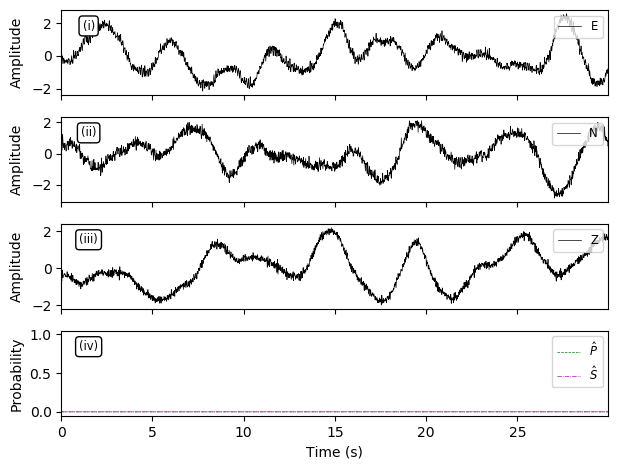 Amplitude
2
0
−2
(i)
E
Amplitude
2
0
−2
(ii)
N
Amplitude
2
0
−2
(iii)
Z
Probability
1.0
0.5
0.0
(iv)
P̂
Ŝ
0 5 10 15 20 25
Time (s)